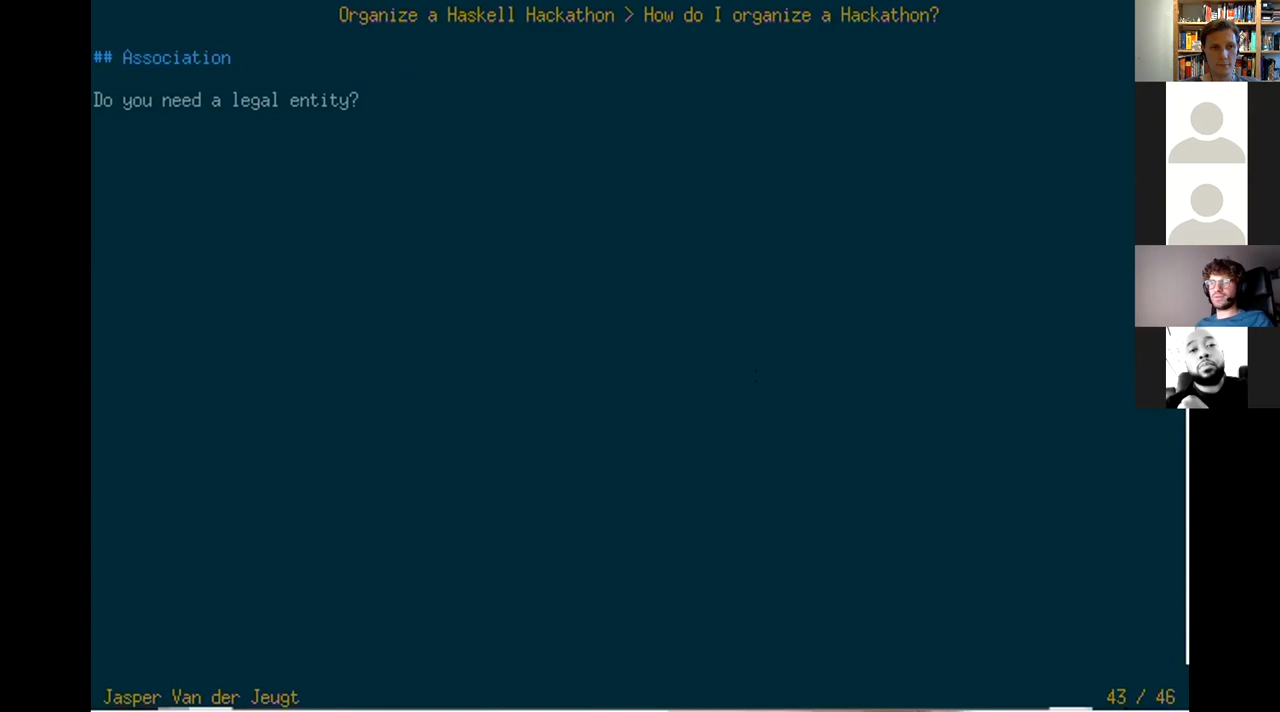 Organize a Haskell Hackathon > How do I organize a Hackathon?
## Association
Do you need a legal entity?
Jasper Van der Jeugt
43 / 46